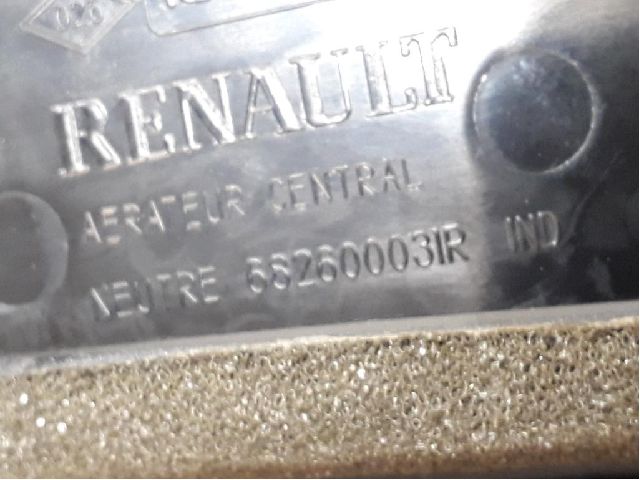 RENAULT
AERATEUR CENTRAL
NEUTRE 682600031R IND